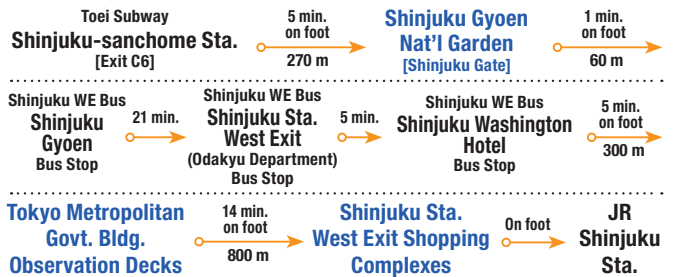 Toei Subway
Shinjuku-sanchome Sta.
[Exit C6]
5 min.
on foot
270 m
Shinjuku Gyoen
Nat'l Garden
[Shinjuku Gate]
1 min.
on foot
60 m
Shinjuku WE Bus
Shinjuku
Gyoen
Bus Stop
21 min.
Shinjuku WE Bus
Shinjuku Sta.
West Exit
(Odakyu Department)
Bus Stop
5 min.
Shinjuku WE Bus
Shinjuku Washington
Hotel
Bus Stop
5 min.
on foot
300 m
Tokyo Metropolitan
Govt. Bldg.
Observation Decks
14 min.
on foot
800 m
Shinjuku Sta.
West Exit Shopping
Complexes
On foot
JR
Shinjuku
Sta.